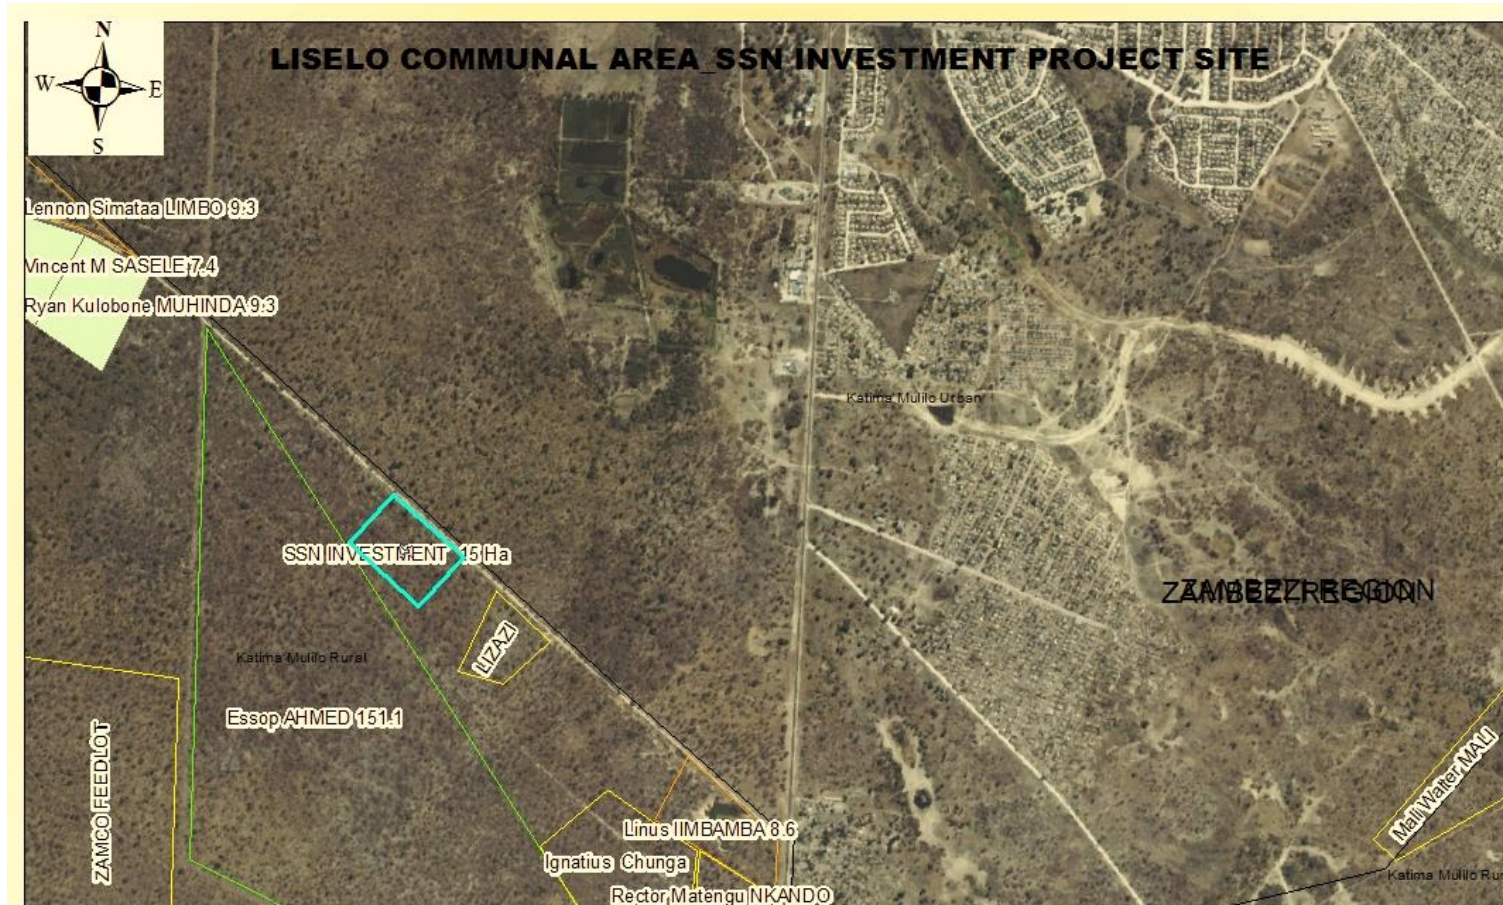 N
LISELO COMMUNAL AREA_SSN INVESTMENT PROJECT SITE
W E
S
Lennon Simataa LIMBO 9.3
Vincent M SASELE 7.4
Ryan Kulobone MUHINDA 9.3
Katima Mulilo Urban
SSN INVESTMENT 15 Ha
ZAMBEZI REGION
LIZAZI
Katima Mulilo Rural
Essop AHMED 151.1
ZAMCO FEEDLOT
Mali Walter MALI
Linus IIMBAMBA 8.6
Ignatius Chunga
Katima Mulilo Rur
Rector Matengu NKANDO